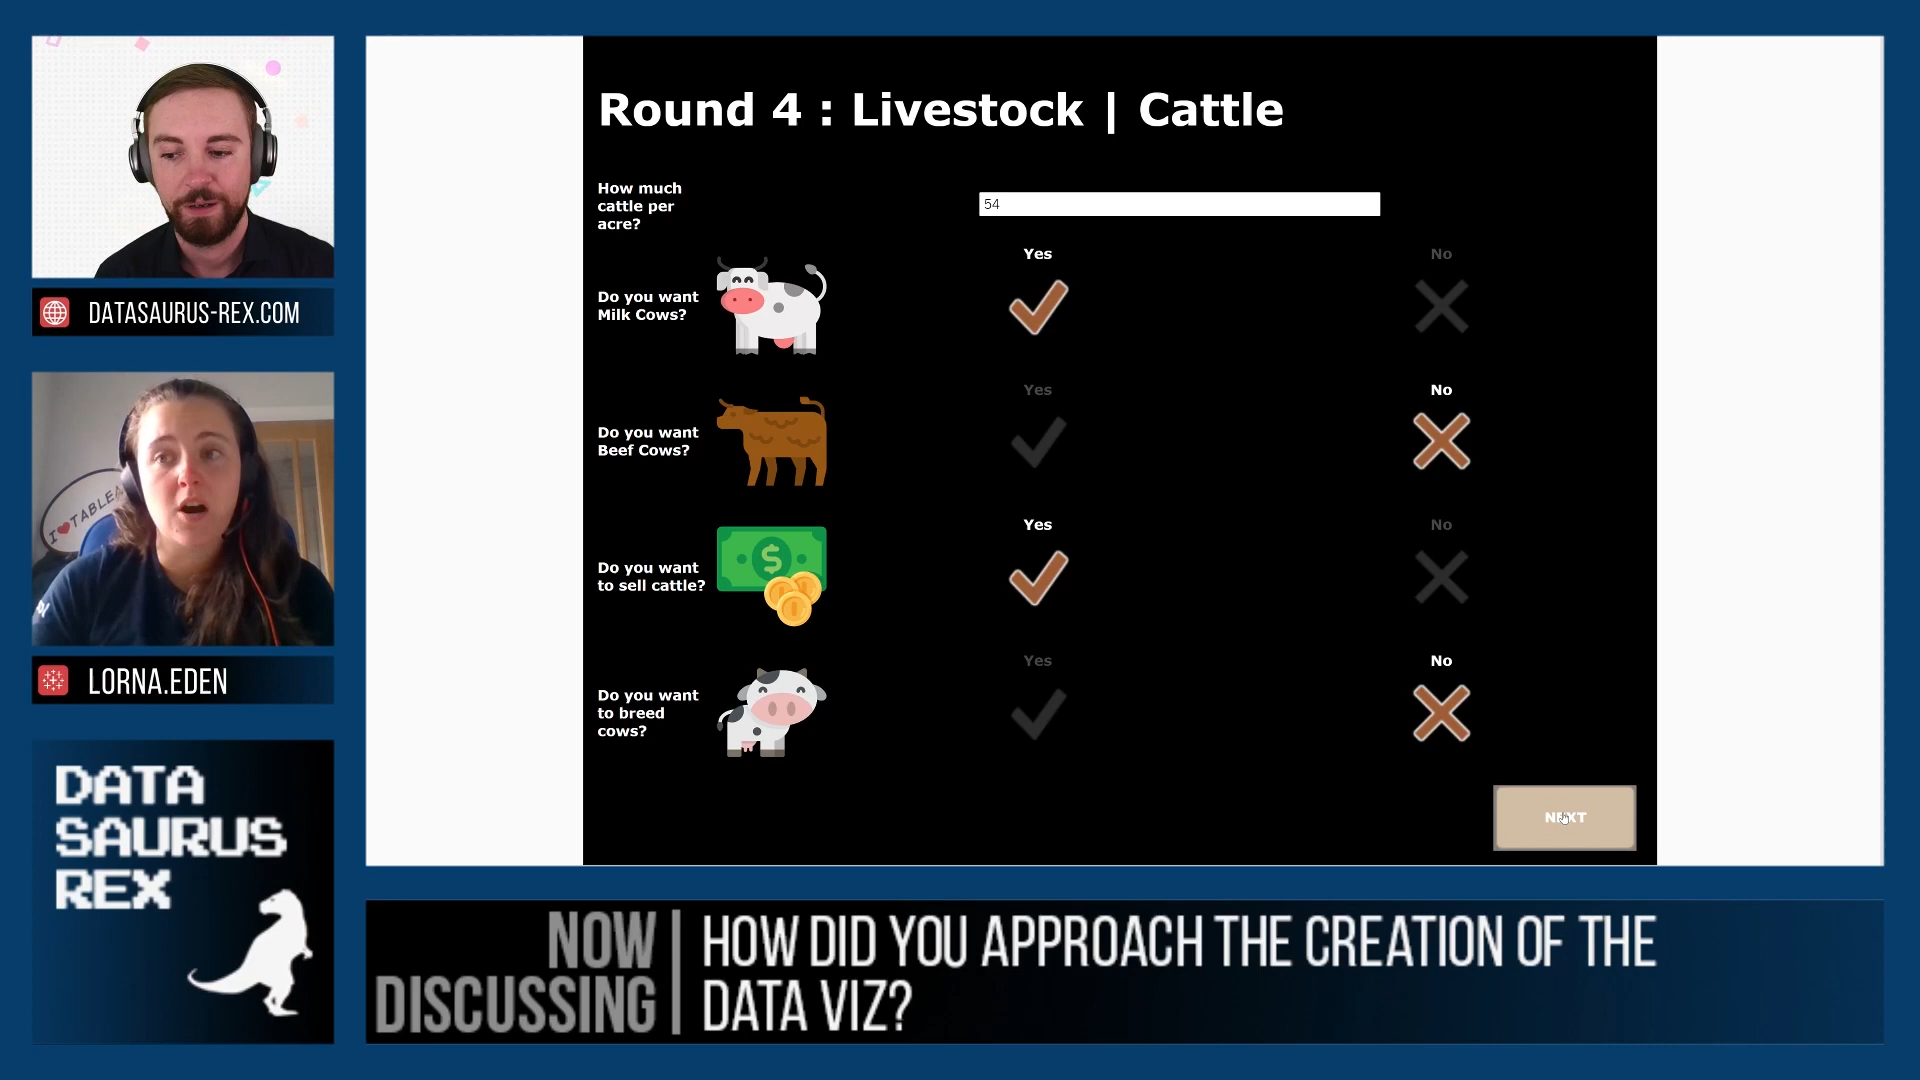 DATASAURUS-REX.COM
I ❤ TABLEA
LORNA.EDEN
DATA
SAURUS
REX
Round 4 : Livestock | Cattle
How much
cattle per
acre?
54
Yes
No
Do you want
Milk Cows?
Yes
No
Do you want
Beef Cows?
Yes
No
Do you want
to sell cattle?
Yes
No
Do you want
to breed
cows?
NEXT
NOW
DISCUSSING
HOW DID YOU APPROACH THE CREATION OF THE
DATA VIZ?